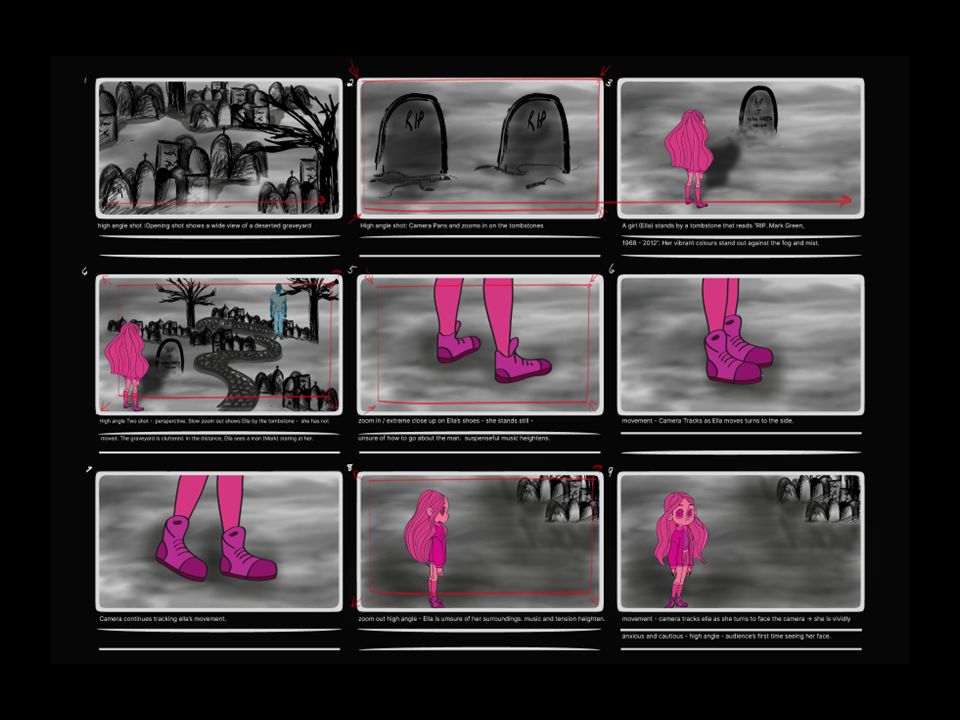 1
2
3
RIP
RIP
high angle shot :Opening shot shows a wide view of a deserted graveyard
High angle shot: Camera Pans and zooms in on the tombstones
A girl (Ella) stands by a tombstone that reads "RIP. Mark Green,
1968 - 2012". Her vibrant colours stand out against the fog and mist.
5
6
High angle Two shot - peraperctive. Slow zoom out shows Ella by the tombstone - she has not
moved. The graveyard is cluttered. In the distance, Ella sees a man (Mark) staring at her.
zoom in / extreme close up on Ella's shoes - she stands still -
unsure of how to go about the man. suspenseful music heightens.
movement - Camera Tracks as Ella moves turns to the side.
7
8
9
Camera continues tracking ella's movement.
zoom out high angle - Ella is umsure of her surroundings. music and tension heighten.
movement - camera tracks ella as she turns to face the camera → she is vividly
anxious and cautious - high angle - audience's first time seeing her face.